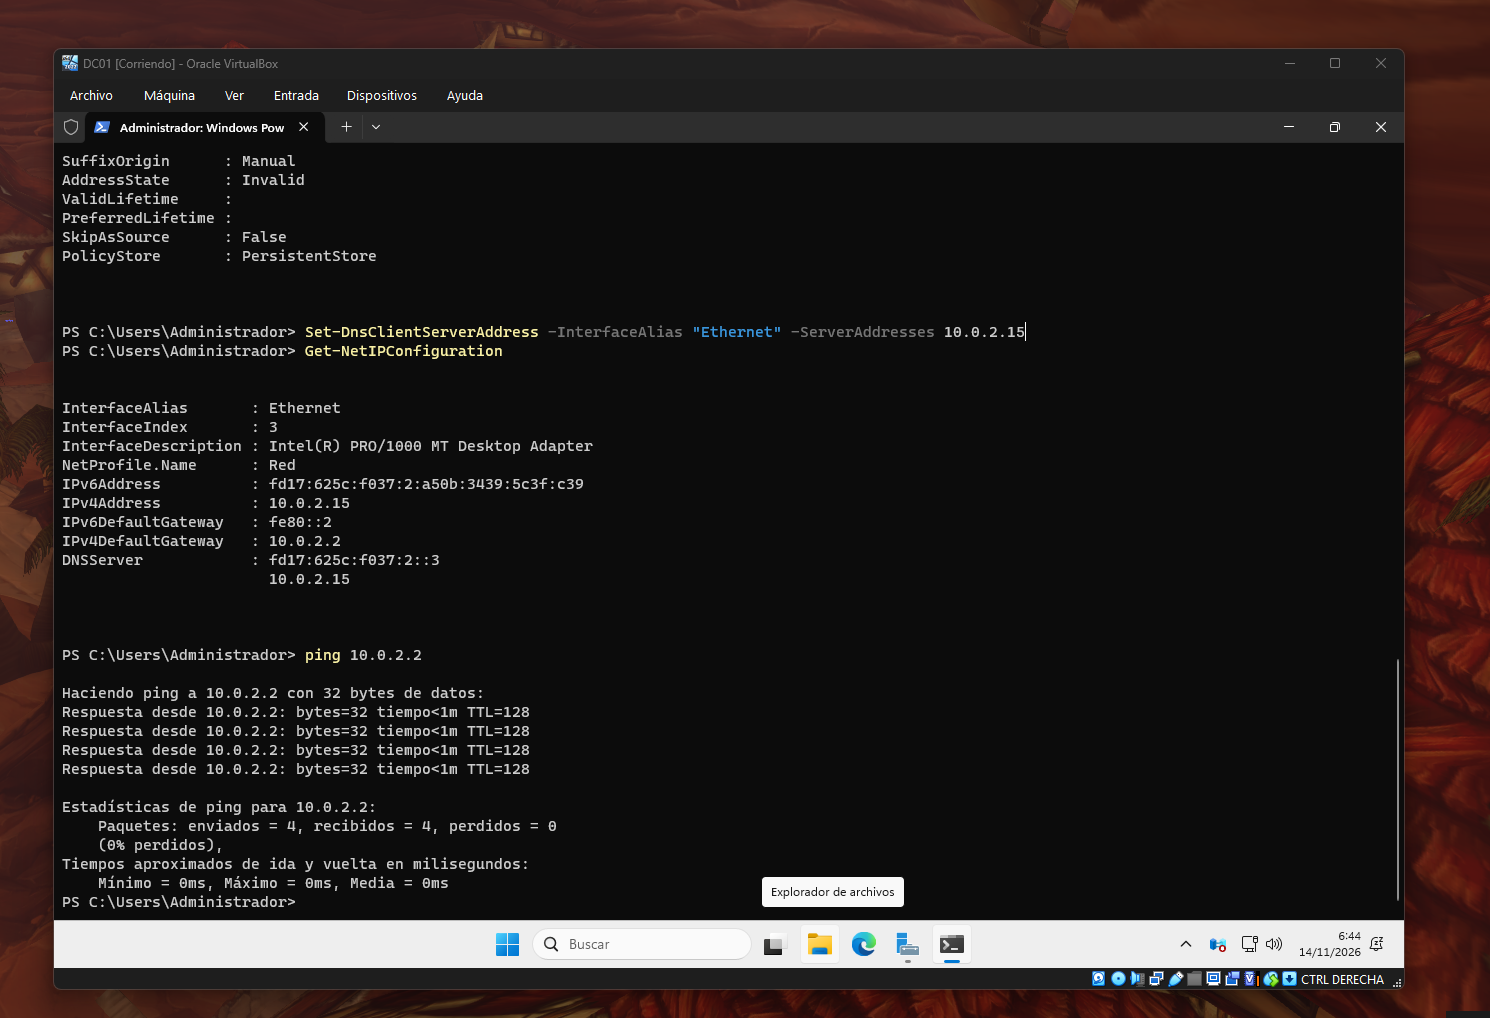 DC01 [Corriendo] - Oracle VirtualBox
Archivo Máquina Ver Entrada Dispositivos Ayuda
Administrador: Windows Pow
SuffixOrigin      : Manual
AddressState      : Invalid
ValidLifetime     :
PreferredLifetime :
SkipAsSource      : False
PolicyStore       : PersistentStore
PS C:\Users\Administrador> Set-DnsClientServerAddress -InterfaceAlias "Ethernet" -ServerAddresses 10.0.2.15
PS C:\Users\Administrador> Get-NetIPConfiguration
InterfaceAlias       : Ethernet
InterfaceIndex       : 3
InterfaceDescription : Intel(R) PRO/1000 MT Desktop Adapter
NetProfile.Name      : Red
IPv6Address          : fd17:625c:f037:2:a50b:3439:5c3f:c39
IPv4Address          : 10.0.2.15
IPv6DefaultGateway   : fe80::2
IPv4DefaultGateway   : 10.0.2.2
DNSServer            : fd17:625c:f037:2::3
                       10.0.2.15
PS C:\Users\Administrador> ping 10.0.2.2
Haciendo ping a 10.0.2.2 con 32 bytes de datos:
Respuesta desde 10.0.2.2: bytes=32 tiempo<1m TTL=128
Respuesta desde 10.0.2.2: bytes=32 tiempo<1m TTL=128
Respuesta desde 10.0.2.2: bytes=32 tiempo<1m TTL=128
Respuesta desde 10.0.2.2: bytes=32 tiempo<1m TTL=128
Estadísticas de ping para 10.0.2.2:
    Paquetes: enviados = 4, recibidos = 4, perdidos = 0
    (0% perdidos),
Tiempos aproximados de ida y vuelta en milisegundos:
    Mínimo = 0ms, Máximo = 0ms, Media = 0ms
PS C:\Users\Administrador>
Explorador de archivos
Buscar
6:44
14/11/2026
CTRL DERECHA